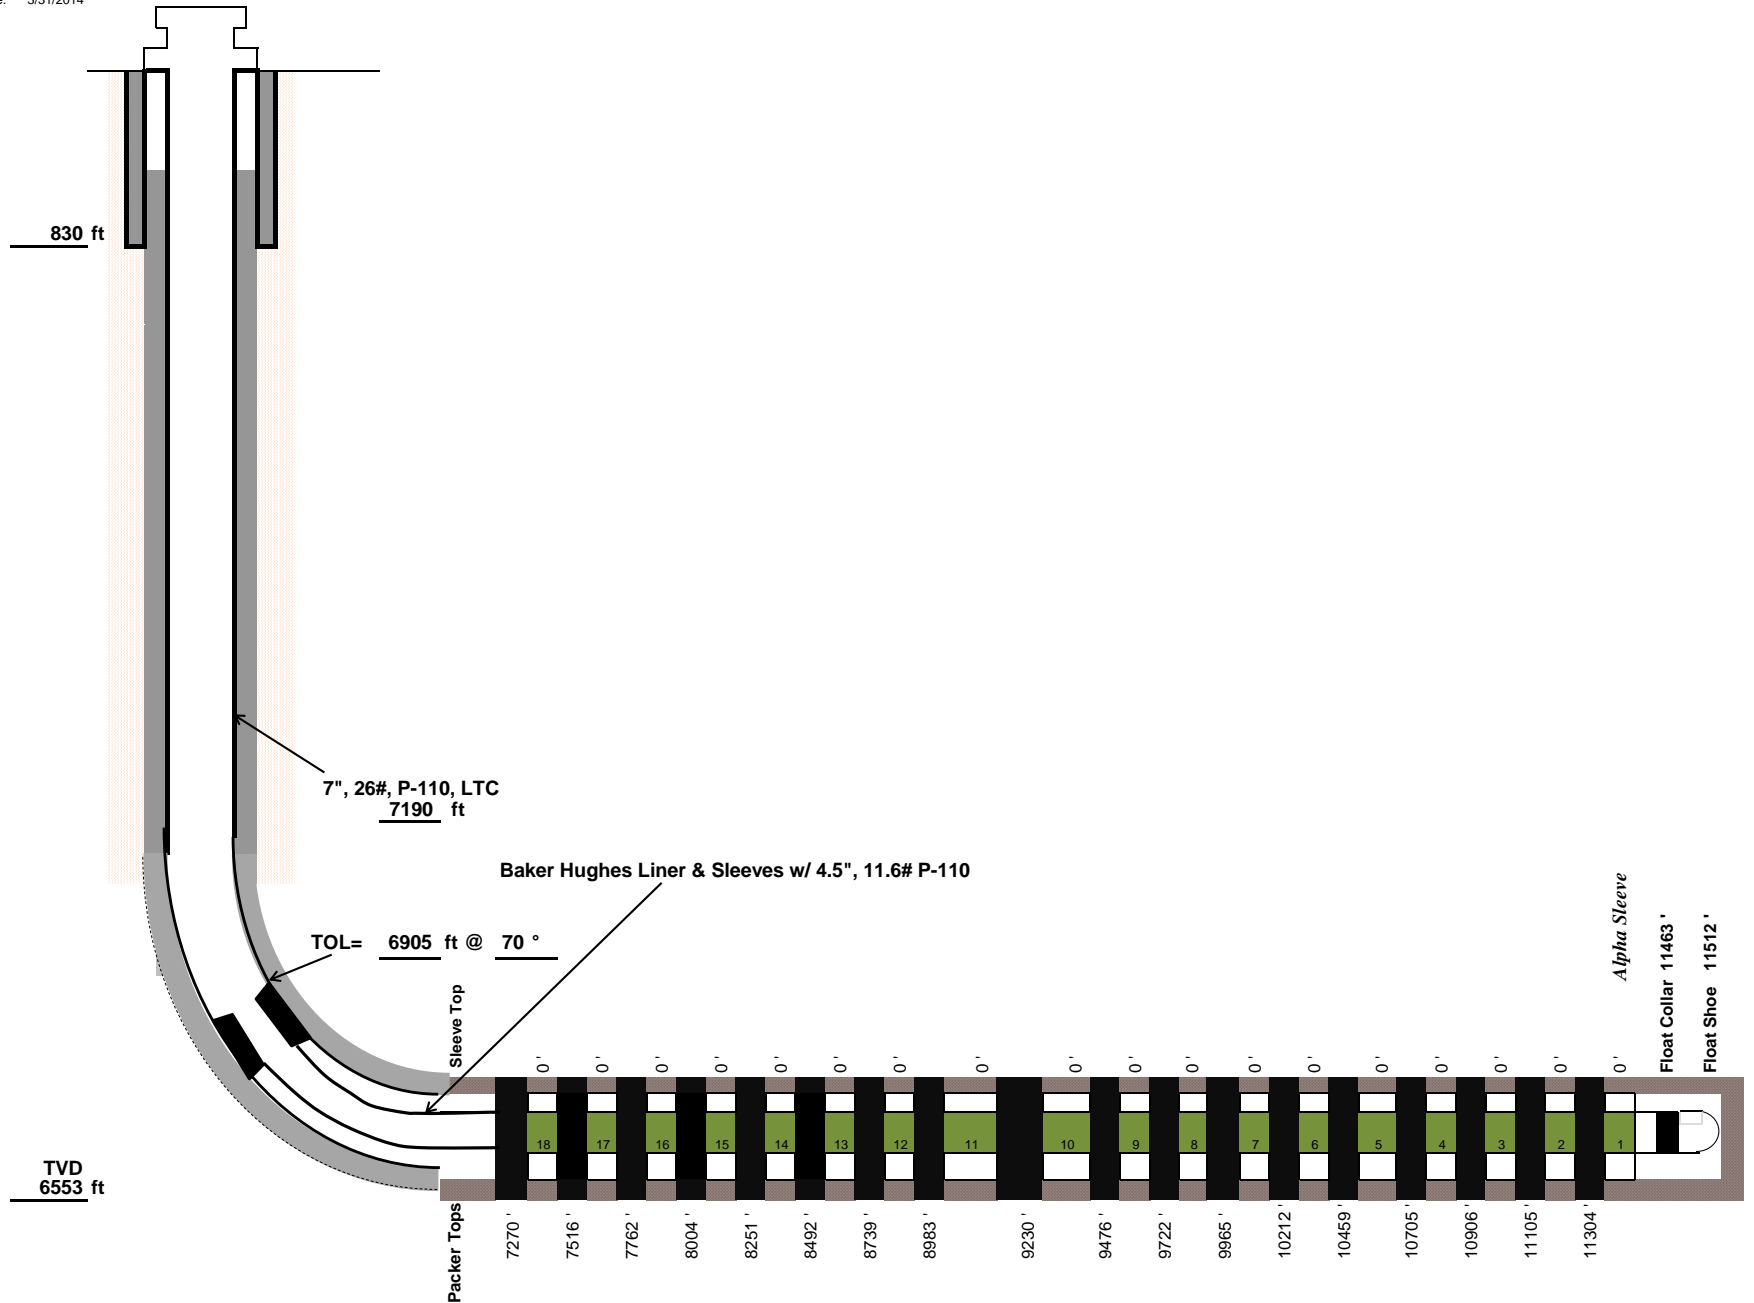 3/31/2014
830 ft
7", 26#, P-110, LTC
7190 ft
Baker Hughes Liner & Sleeves w/ 4.5", 11.6# P-110
TOL= 6905 ft @ 70 °
Alpha Sleeve
Float Collar 11463 '
Float Shoe 11512 '
Sleeve Top
0 ' 0 ' 0 ' 0 ' 0 ' 0 ' 0 ' 0 ' 0 ' 0 ' 0 ' 0 ' 0 ' 0 ' 0 ' 0 ' 0 ' 0 '
18 17 16 15 14 13 12 11 10 9 8 7 6 5 4 3 2 1
TVD
6553 ft
Packer Tops
7270 ' 7516 ' 7762 ' 8004 ' 8251 ' 8492 ' 8739 ' 8983 ' 9230 ' 9476 ' 9722 ' 9965 ' 10212 ' 10459 ' 10705 ' 10906 ' 11105 ' 11304 '